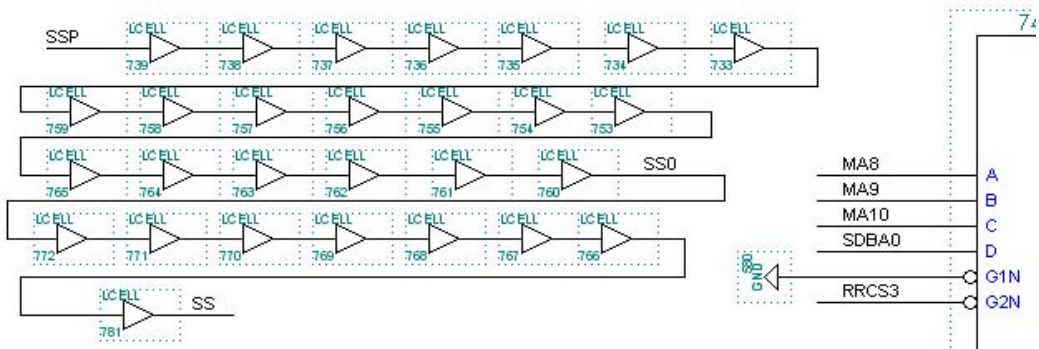 74
LCELL LCELL LCELL LCELL LCELL LCELL LCELL
SSP
739 738 737 736 735 734 733
LCELL LCELL LCELL LCELL LCELL LCELL LCELL
759 758 757 756 755 754 753
LCELL LCELL LCELL LCELL LCELL LCELL
SS0
765 764 763 762 761 760
LCELL LCELL LCELL LCELL LCELL LCELL LCELL
772 771 770 769 768 767 766
LCELL
SS
781
MA8 A
MA9 B
MA10 C
SDBA0 D
GND G1N
RRCS3 G2N